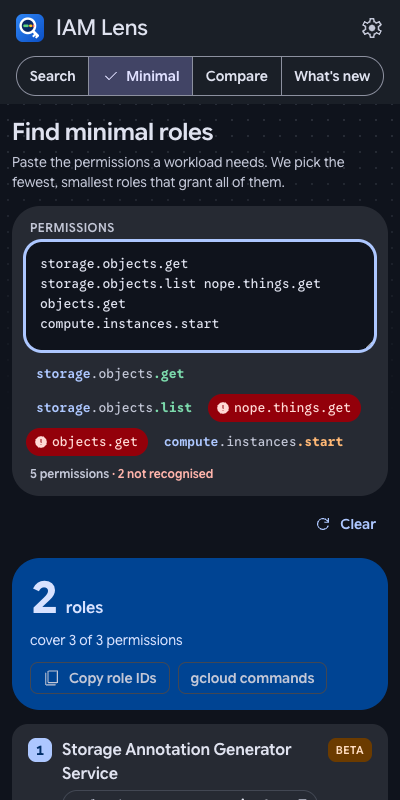 IAM Lens
Search Minimal Compare What's new
Find minimal roles
Paste the permissions a workload needs. We pick the
fewest, smallest roles that grant all of them.
PERMISSIONS
storage.objects.get
storage.objects.list nope.things.get
objects.get
compute.instances.start
storage.objects.get
storage.objects.list nope.things.get
objects.get compute.instances.start
5 permissions · 2 not recognised
Clear
2 roles
cover 3 of 3 permissions
Copy role IDs gcloud commands
1 Storage Annotation Generator BETA
Service